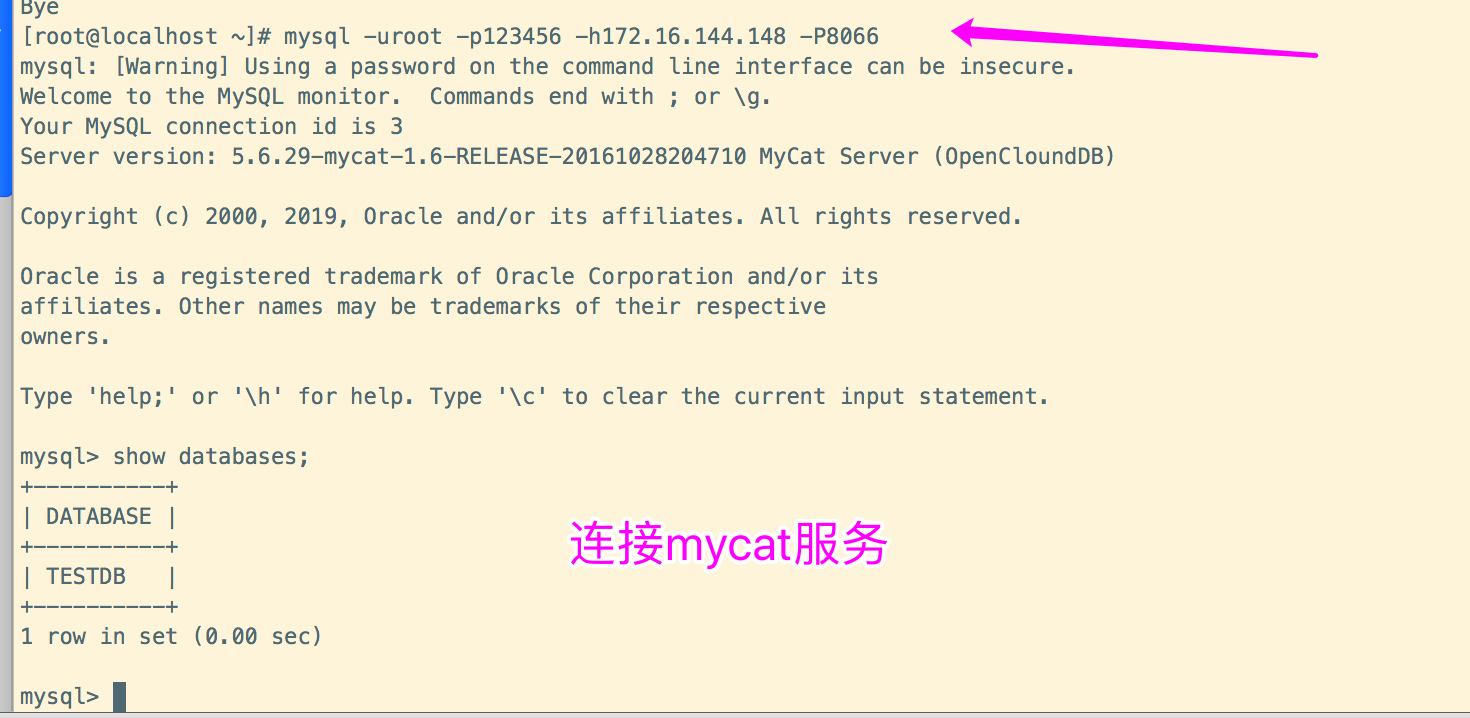 Bye
[root@localhost ~]# mysql -uroot -p123456 -h172.16.144.148 -P8066
mysql: [Warning] Using a password on the command line interface can be insecure.
Welcome to the MySQL monitor.  Commands end with ; or \g.
Your MySQL connection id is 3
Server version: 5.6.29-mycat-1.6-RELEASE-20161028204710 MyCat Server (OpenCloundDB)
Copyright (c) 2000, 2019, Oracle and/or its affiliates. All rights reserved.
Oracle is a registered trademark of Oracle Corporation and/or its
affiliates. Other names may be trademarks of their respective
owners.
Type 'help;' or '\h' for help. Type '\c' to clear the current input statement.
mysql> show databases;
+----------+
| DATABASE |
+----------+
| TESTDB   |
+----------+
连接mycat服务
1 row in set (0.00 sec)
mysql>